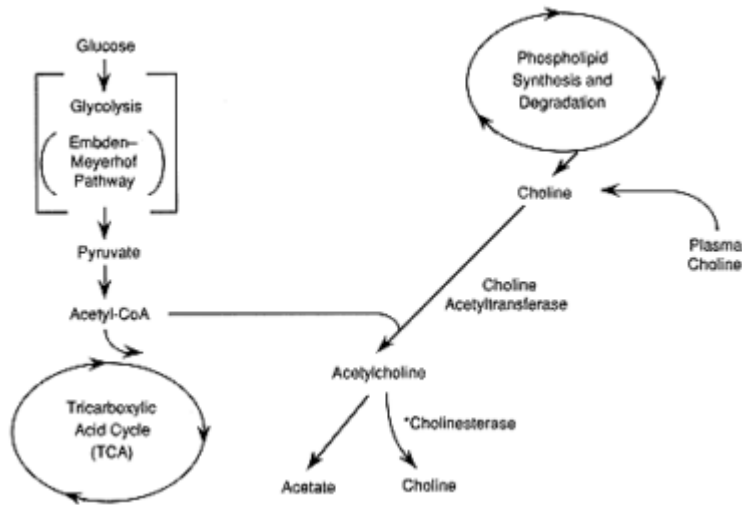 Glucose
Glycolysis
Embden–
Meyerhof
Pathway
Pyruvate
Acetyl-CoA
Tricarboxylic
Acid Cycle
(TCA)
Phospholipid
Synthesis and
Degradation
Choline
Plasma
Choline
Choline
Acetyltransferase
Acetylcholine
*Cholinesterase
Acetate
Choline